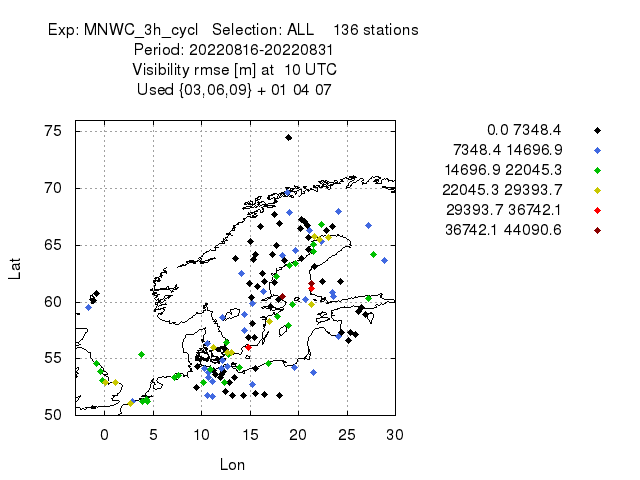 Exp: MNWC_3h_cycl Selection: ALL 136 stations
Period: 20220816-20220831
Visibility rmse [m] at 10 UTC
Used {03,06,09} + 01 04 07
0.0 7348.4
7348.4 14696.9
14696.9 22045.3
22045.3 29393.7
29393.7 36742.1
36742.1 44090.6
75
70
65
60
55
50
Lat
0 5 10 15 20 25 30
Lon